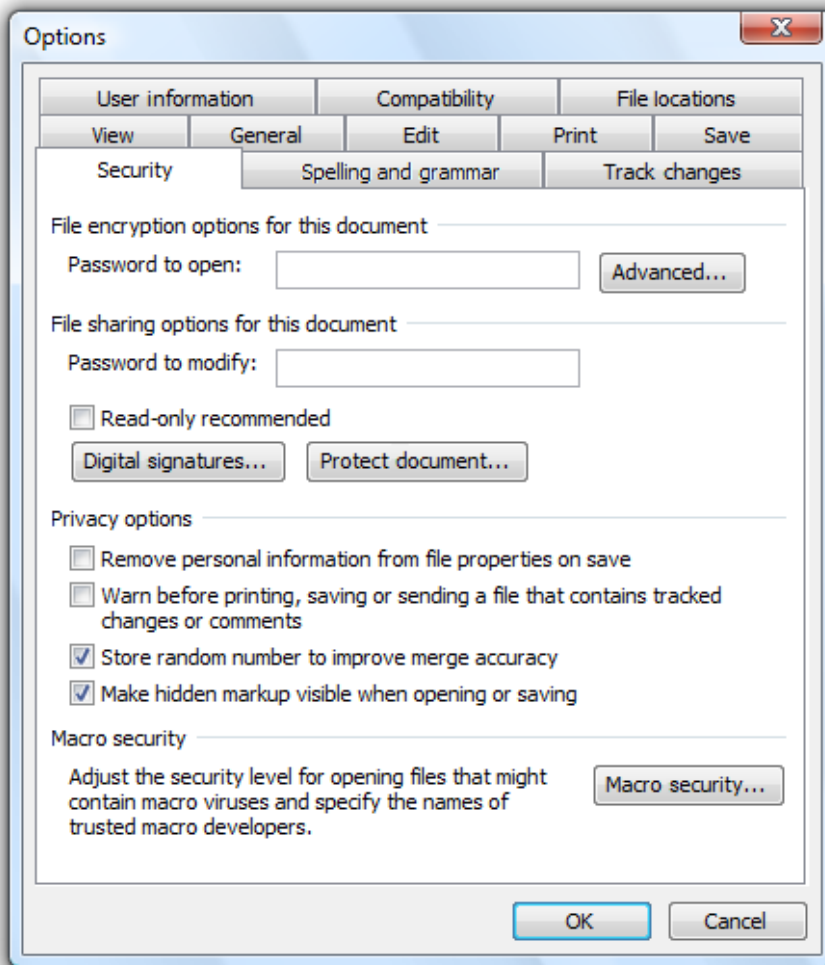 Options
User information Compatibility File locations
View General Edit Print Save
Security Spelling and grammar Track changes
File encryption options for this document
Password to open: Advanced...
File sharing options for this document
Password to modify:
Read-only recommended
Digital signatures... Protect document...
Privacy options
Remove personal information from file properties on save
Warn before printing, saving or sending a file that contains tracked
changes or comments
Store random number to improve merge accuracy
Make hidden markup visible when opening or saving
Macro security
Adjust the security level for opening files that might
contain macro viruses and specify the names of
trusted macro developers.
Macro security...
OK Cancel